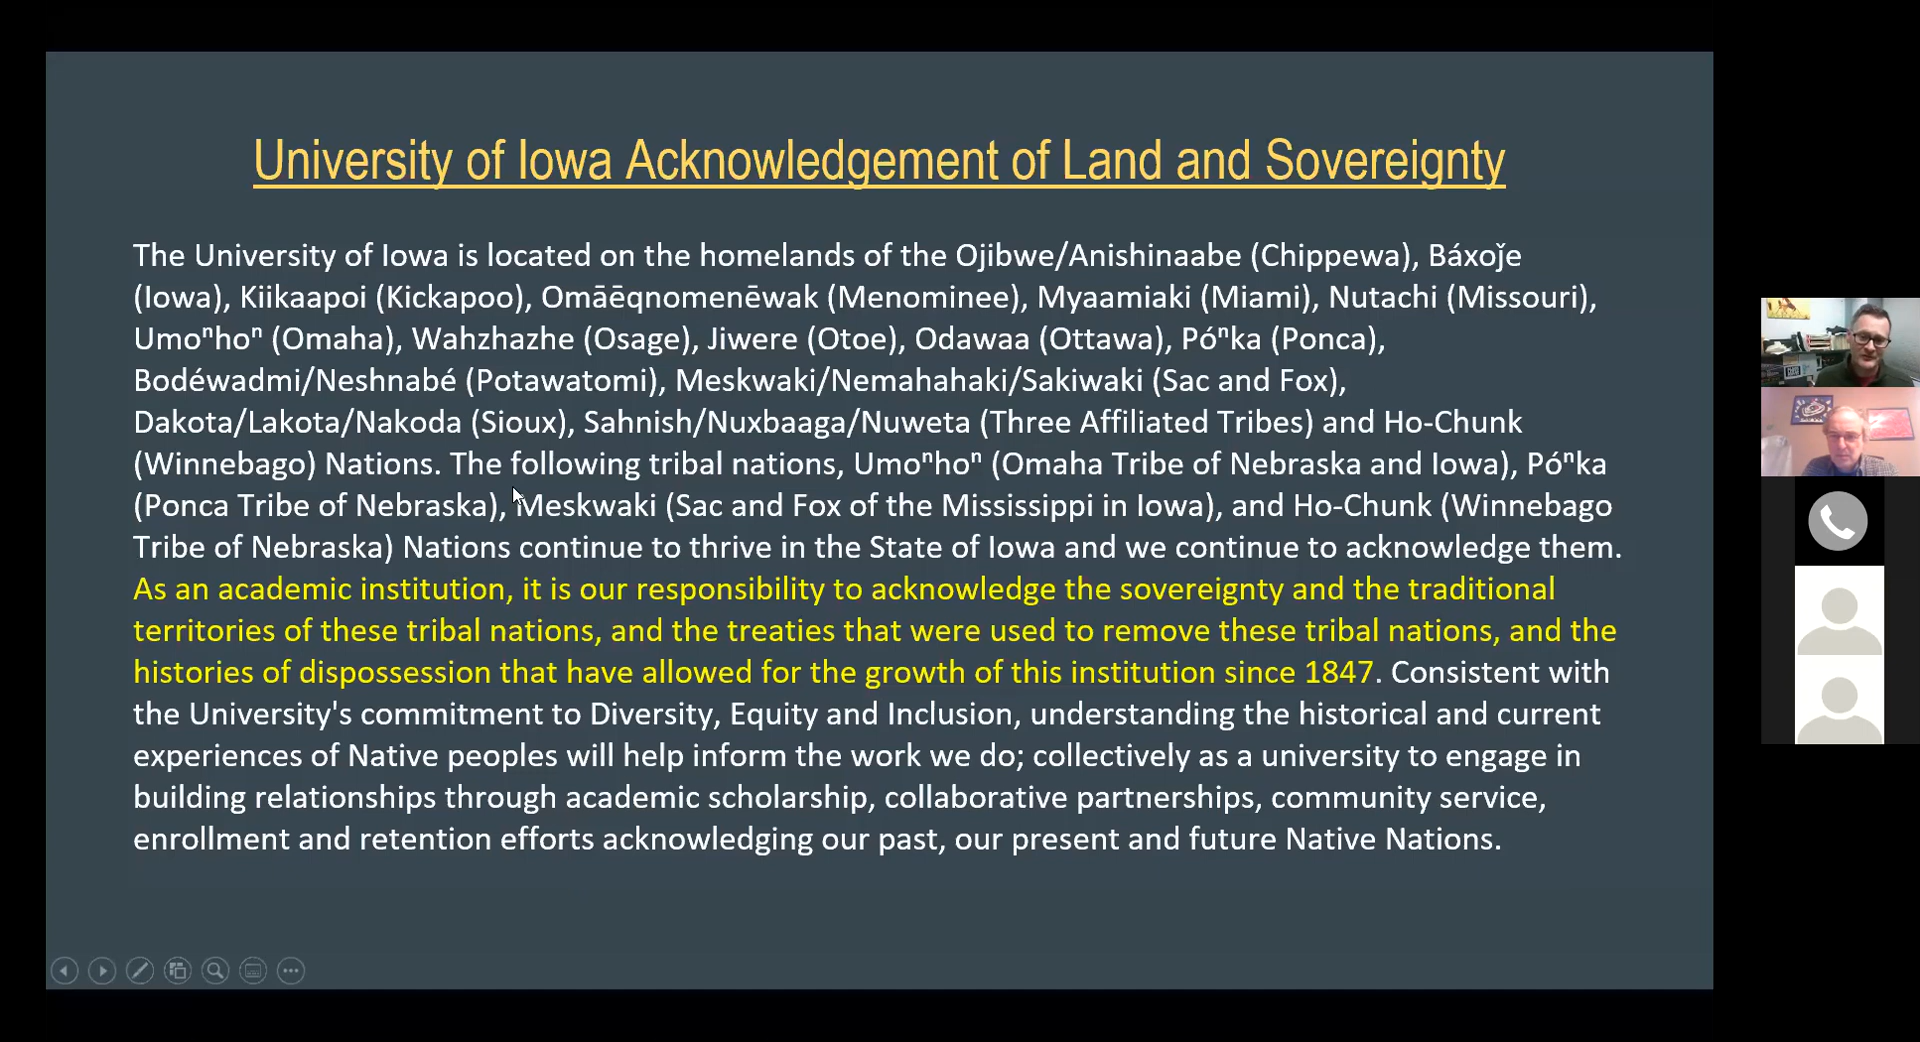 University of Iowa Acknowledgement of Land and Sovereignty
The University of Iowa is located on the homelands of the Ojibwe/Anishinaabe (Chippewa), Báxoǰe
(Iowa), Kiikaapoi (Kickapoo), Omāēqnomenēwak (Menominee), Myaamiaki (Miami), Nutachi (Missouri),
Umoⁿhoⁿ (Omaha), Wahzhazhe (Osage), Jiwere (Otoe), Odawaa (Ottawa), Póⁿka (Ponca),
Bodéwadmi/Neshnabé (Potawatomi), Meskwaki/Nemahahaki/Sakiwaki (Sac and Fox),
Dakota/Lakota/Nakoda (Sioux), Sahnish/Nuxbaaga/Nuweta (Three Affiliated Tribes) and Ho-Chunk
(Winnebago) Nations. The following tribal nations, Umoⁿhoⁿ (Omaha Tribe of Nebraska and Iowa), Póⁿka
(Ponca Tribe of Nebraska), Meskwaki (Sac and Fox of the Mississippi in Iowa), and Ho-Chunk (Winnebago
Tribe of Nebraska) Nations continue to thrive in the State of Iowa and we continue to acknowledge them.
As an academic institution, it is our responsibility to acknowledge the sovereignty and the traditional
territories of these tribal nations, and the treaties that were used to remove these tribal nations, and the
histories of dispossession that have allowed for the growth of this institution since 1847. Consistent with
the University's commitment to Diversity, Equity and Inclusion, understanding the historical and current
experiences of Native peoples will help inform the work we do; collectively as a university to engage in
building relationships through academic scholarship, collaborative partnerships, community service,
enrollment and retention efforts acknowledging our past, our present and future Native Nations.